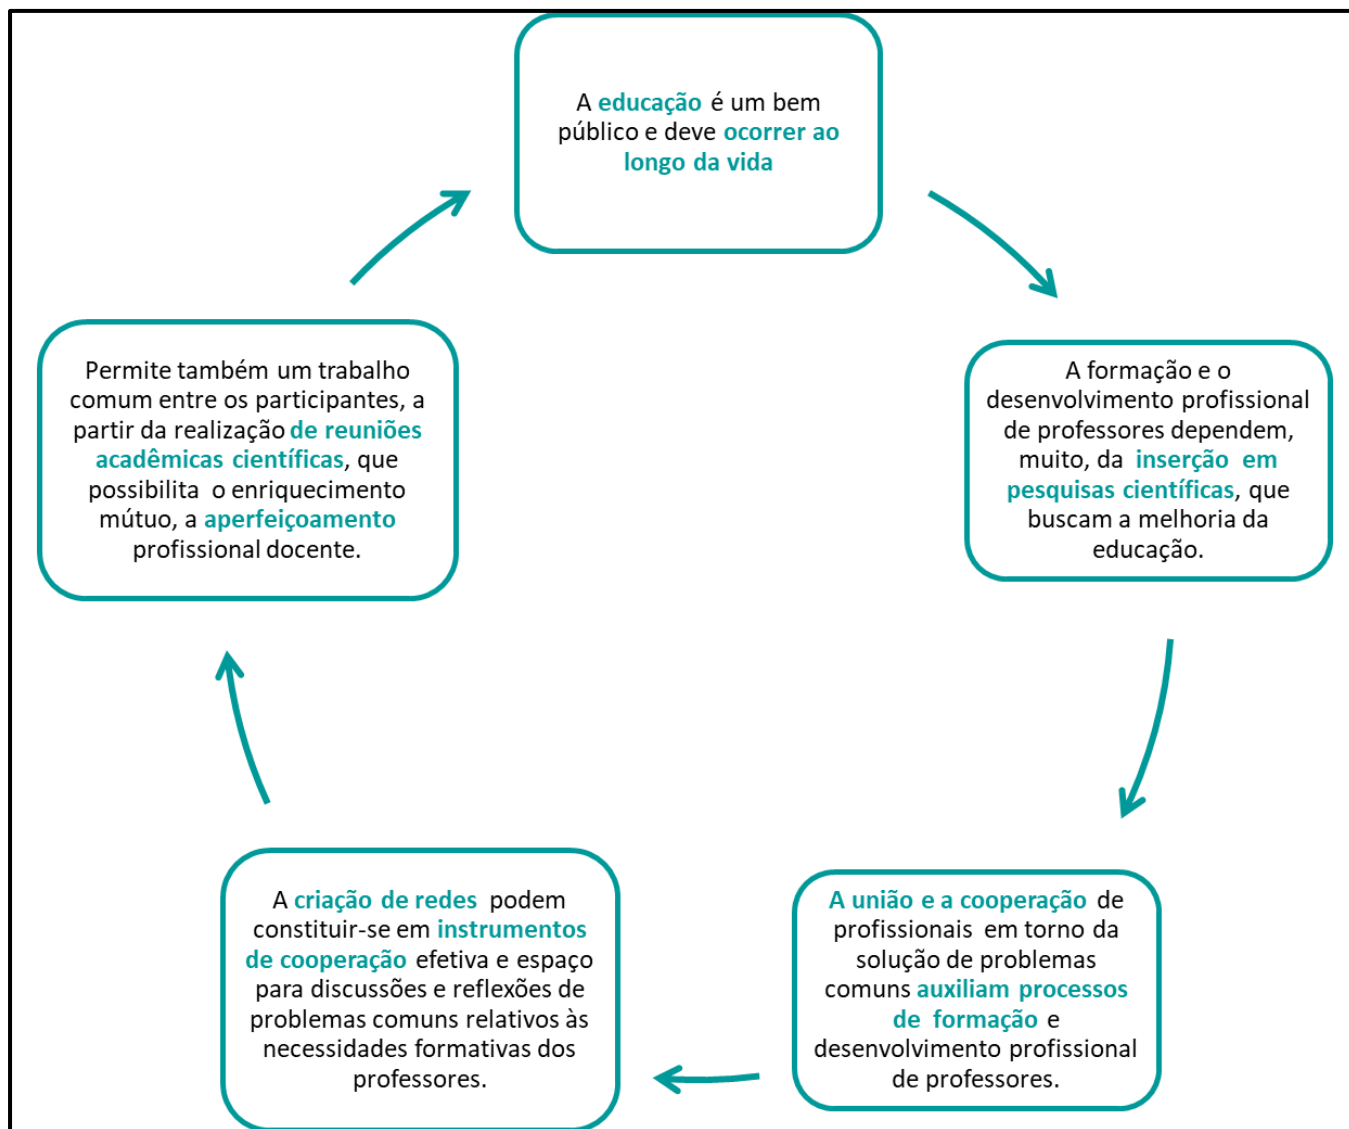 A educação é um bem
público e deve ocorrer ao
longo da vida
A formação e o
desenvolvimento profissional
de professores dependem,
muito, da inserção em
pesquisas científicas, que
buscam a melhoria da
educação.
A união e a cooperação de
profissionais em torno da
solução de problemas
comuns auxiliam processos
de formação e
desenvolvimento profissional
de professores.
A criação de redes podem
constituir-se em instrumentos
de cooperação efetiva e espaço
para discussões e reflexões de
problemas comuns relativos às
necessidades formativas dos
professores.
Permite também um trabalho
comum entre os participantes, a
partir da realização de reuniões
acadêmicas científicas, que
possibilita o enriquecimento
mútuo, a aperfeiçoamento
profissional docente.